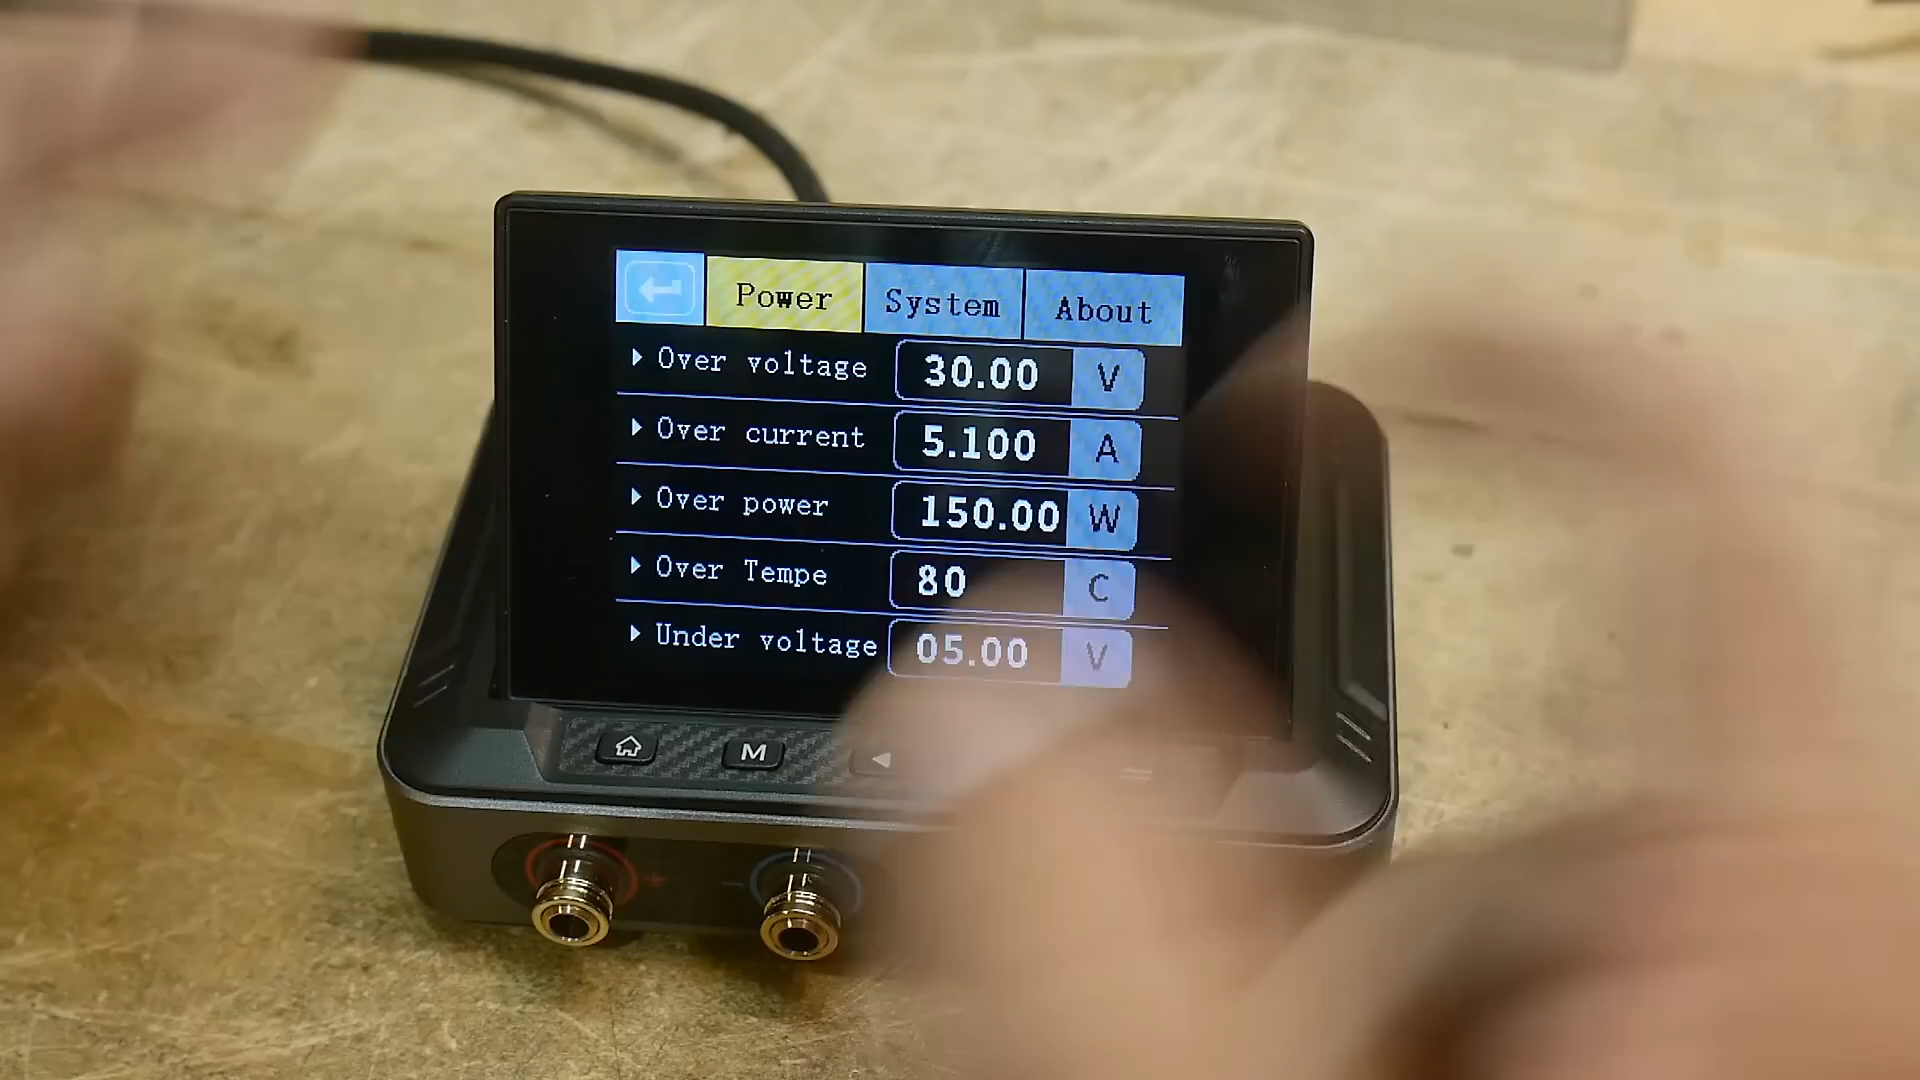 Power System About
Over voltage 30.00 V
Over current 5.100 A
Over power 150.00 W
Over Tempe 80 C
Under voltage 05.00 V
M
- +